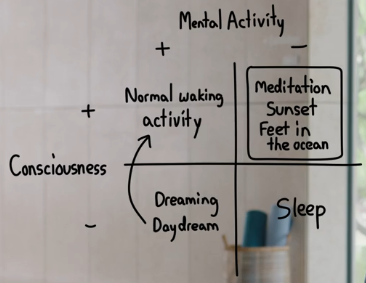 Mental Activity
+ −
Normal waking
activity
Meditation
Sunset
Feet in
the ocean
+
Consciousness
−
Dreaming
Daydream
Sleep